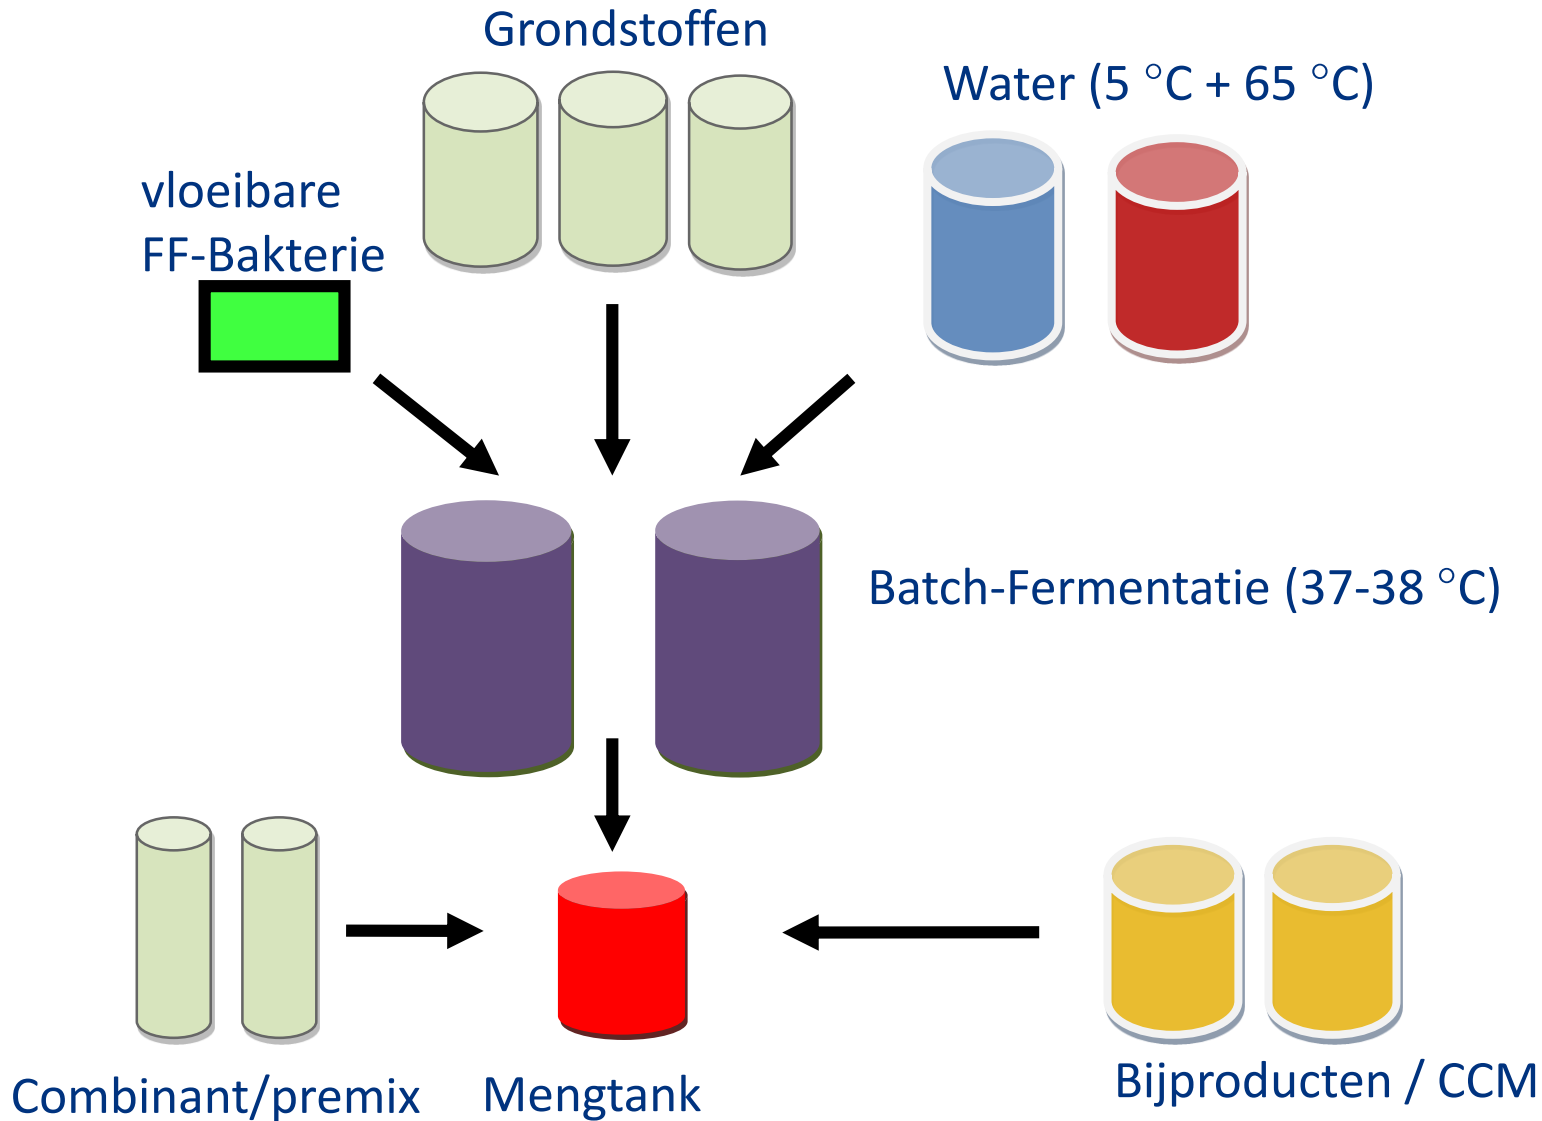 Grondstoffen
Water (5 °C + 65 °C)
vloeibare
FF-Bakterie
Batch-Fermentatie (37-38 °C)
Combinant/premix
Mengtank
Bijproducten / CCM